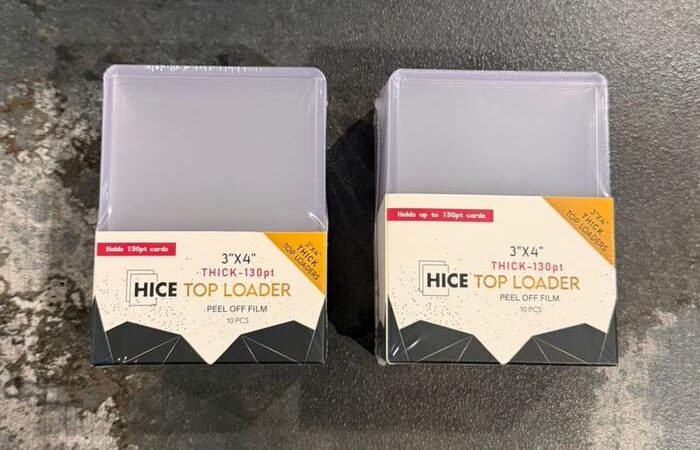 Holds 130pt cards
3"X4"
THICK
TOP LOADERS
3"X4"
THICK-130pt
HICE TOP LOADER
PEEL OFF FILM
10 PCS
Holds up to 130pt cards
3"X4"
THICK
TOP LOADERS
3"X4"
THICK-130pt
HICE TOP LOADER
PEEL OFF FILM
10 PCS